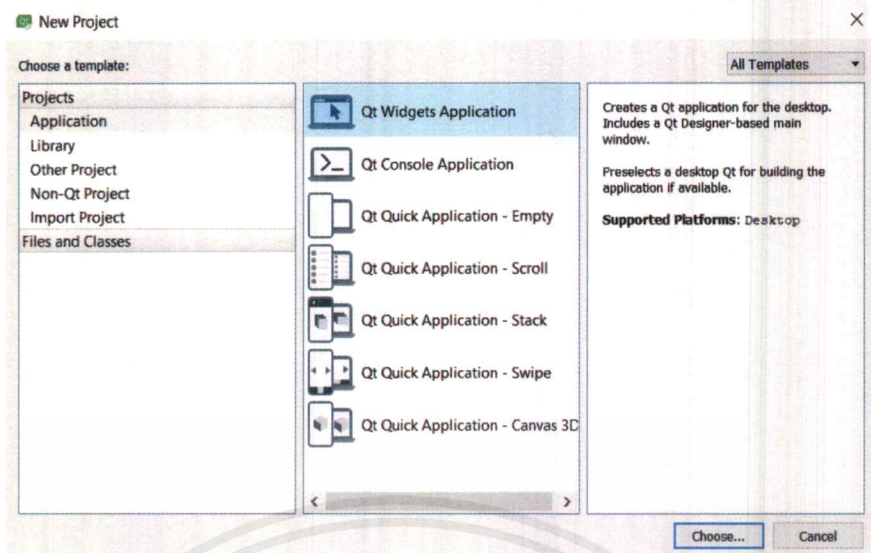 New Project
Choose a template:
All Templates
Projects
Application
Library
Other Project
Non-Qt Project
Import Project
Files and Classes
Qt Widgets Application
Qt Console Application
Qt Quick Application - Empty
Qt Quick Application - Scroll
Qt Quick Application - Stack
Qt Quick Application - Swipe
Qt Quick Application - Canvas 3D
Creates a Qt application for the desktop.
Includes a Qt Designer-based main
window.
Preselects a desktop Qt for building the
application if available.
Supported Platforms: Desktop
Choose...
Cancel